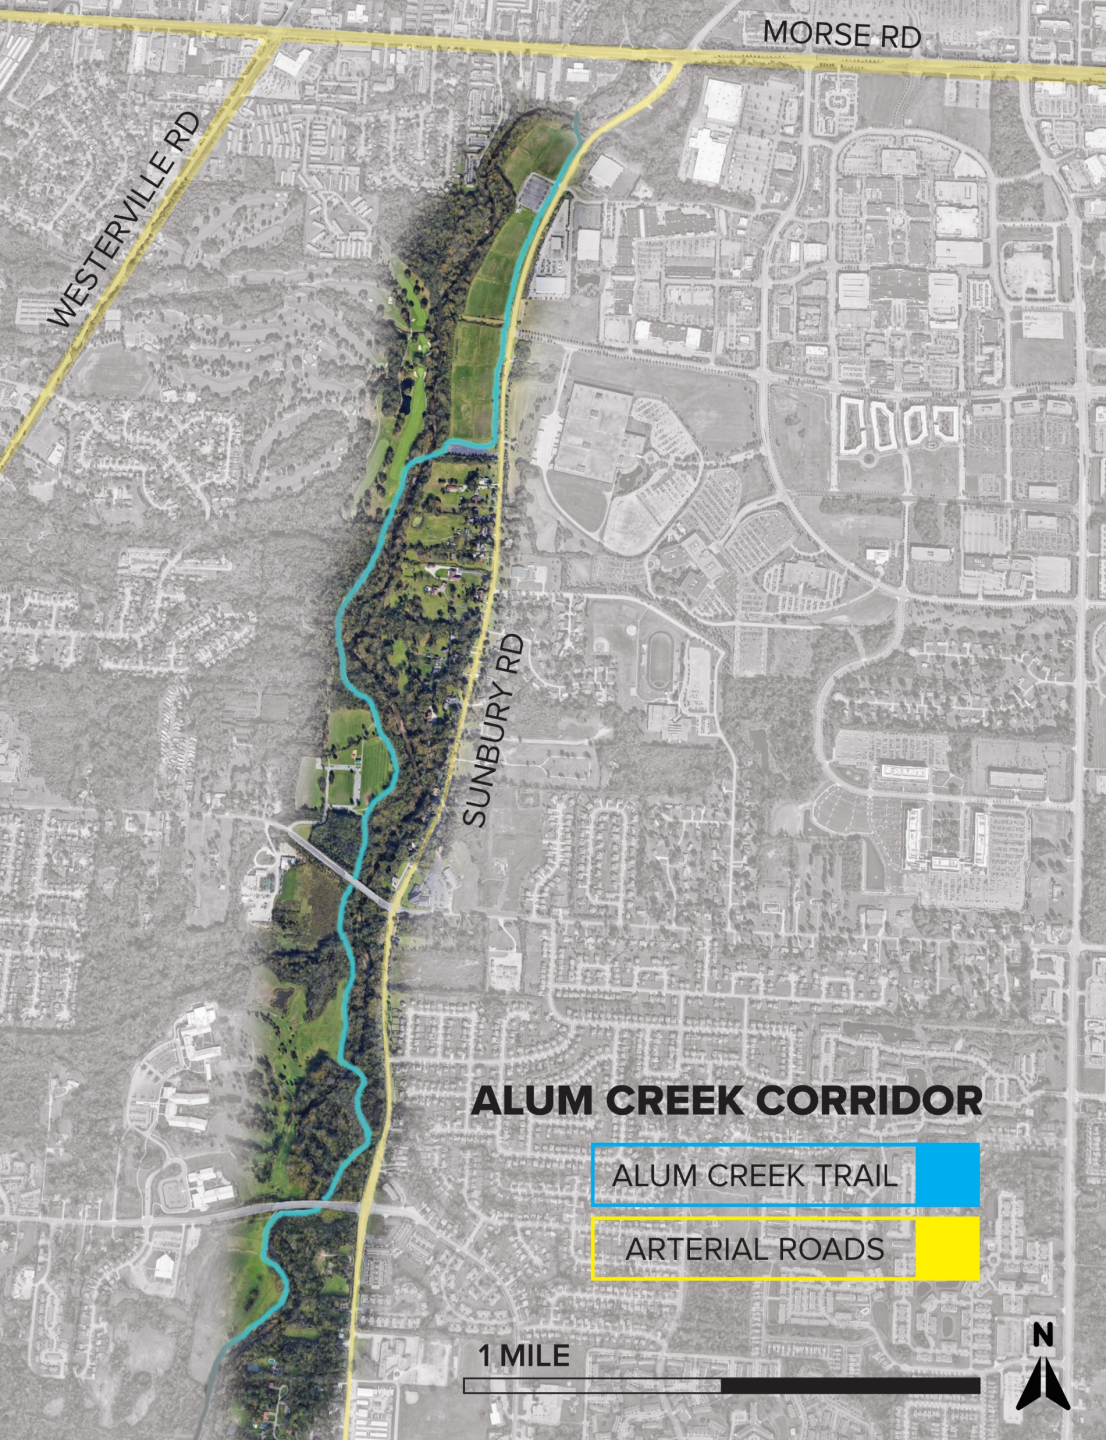 MORSE RD
WESTERVILLE RD
SUNBURY RD
ALUM CREEK CORRIDOR
ALUM CREEK TRAIL
ARTERIAL ROADS
N
1 MILE